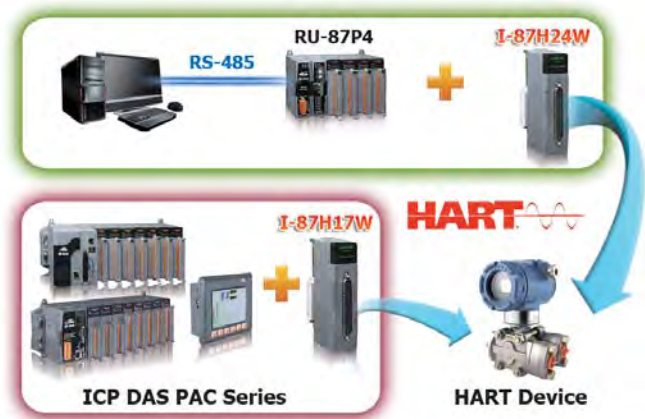 RU-87P4
I-87H24W
RS-485
I-87H17W
HART
ICP DAS PAC Series
HART Device